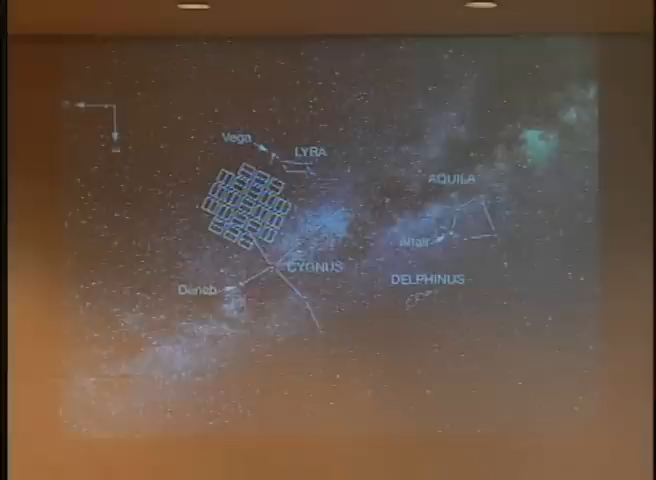 Vega
LYRA
AQUILA
Altair
CYGNUS
DELPHINUS
Deneb